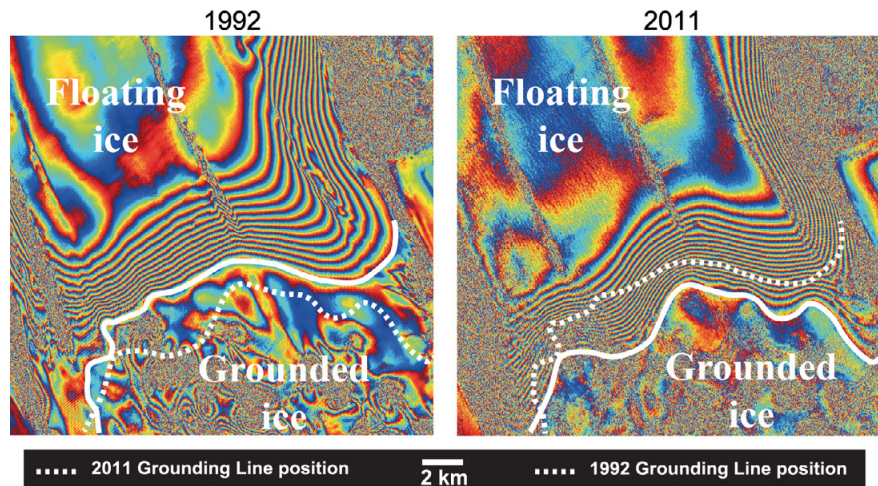 1992
2011
Floating
ice
Floating
ice
Grounded
ice
Grounded
ice
2011 Grounding Line position
2 km
1992 Grounding Line position